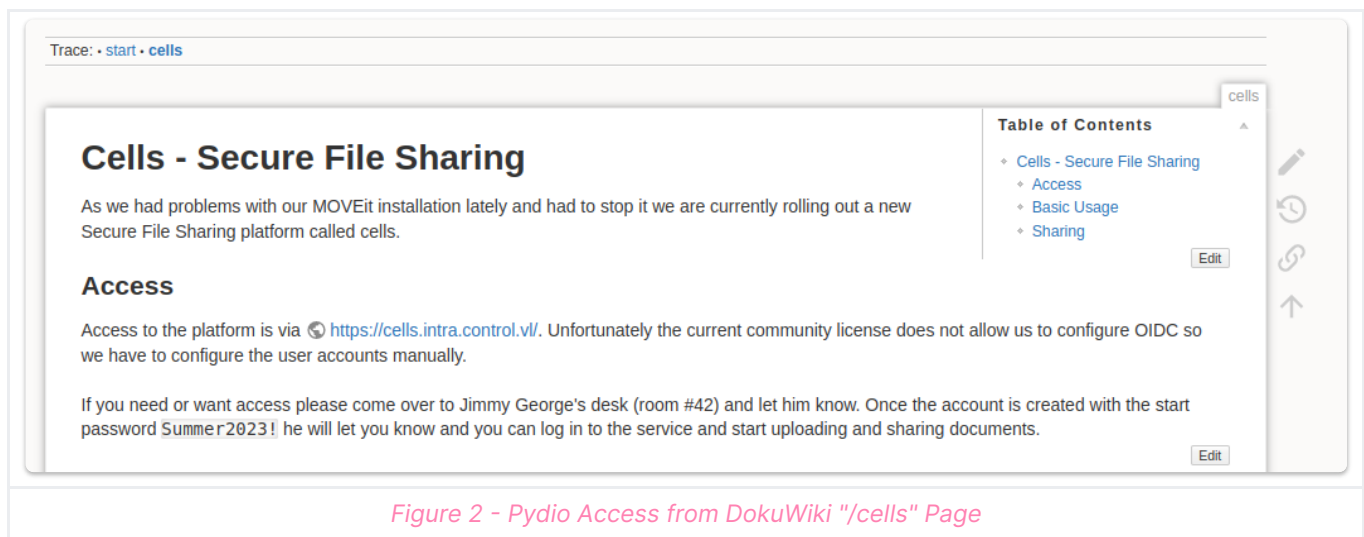 Trace: • start • cells
cells
Table of Contents
Cells - Secure File Sharing
Access
Basic Usage
Sharing
Edit
Cells - Secure File Sharing
As we had problems with our MOVEit installation lately and had to stop it we are currently rolling out a new
Secure File Sharing platform called cells.
Access
Access to the platform is via https://cells.intra.control.vl/. Unfortunately the current community license does not allow us to configure OIDC so
we have to configure the user accounts manually.
If you need or want access please come over to Jimmy George's desk (room #42) and let him know. Once the account is created with the start
password Summer2023! he will let you know and you can log in to the service and start uploading and sharing documents.
Edit
Figure 2 - Pydio Access from DokuWiki "/cells" Page